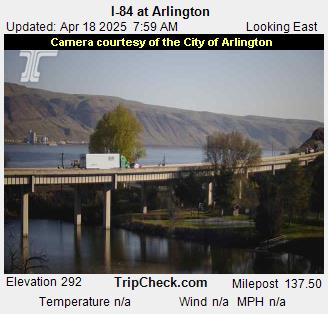 I-84 at Arlington
Updated: Apr 18 2025 7:59 AM Looking East
Camera courtesy of the City of Arlington
Elevation 292 TripCheck.com Milepost 137.50
Temperature n/a Wind n/a MPH n/a